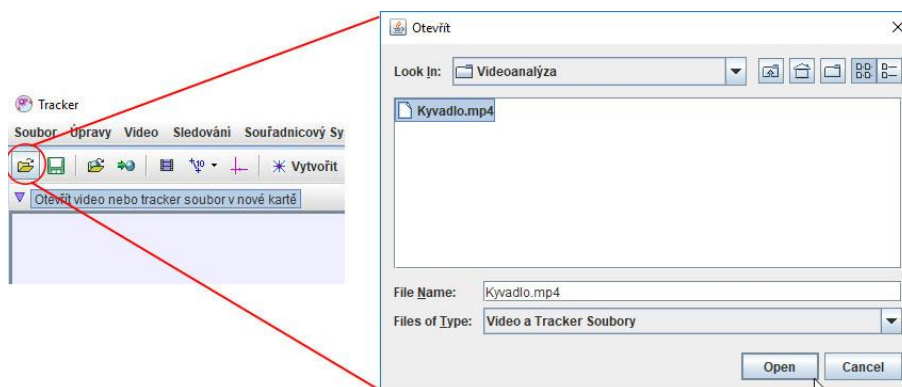 Tracker
Soubor Úpravy Video Sledování Souřadnicový Sy
Vytvořit
Otevřít video nebo tracker soubor v nové kartě
Otevřít
Look In: Videoanalýza
Kyvadlo.mp4
File Name: Kyvadlo.mp4
Files of Type: Video a Tracker Soubory
Open Cancel